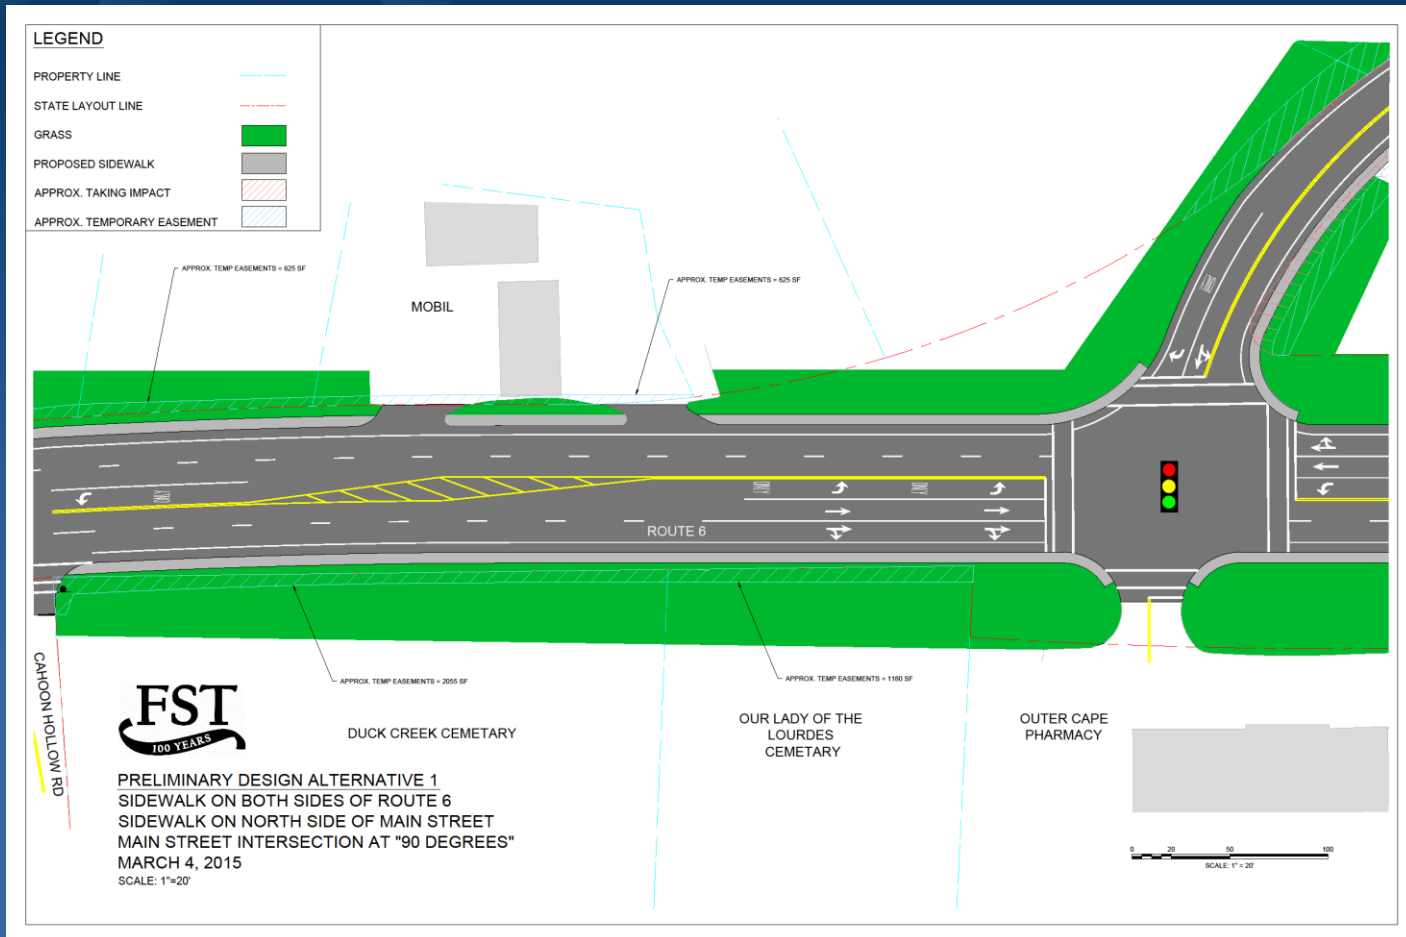 LEGEND
PROPERTY LINE
STATE LAYOUT LINE
GRASS
PROPOSED SIDEWALK
APPROX. TAKING IMPACT
APPROX. TEMPORARY EASEMENT
APPROX. TEMP EASEMENTS = 625 SF
APPROX. TEMP EASEMENTS = 625 SF
MOBIL
ONLY
ONLY
ONLY
ROUTE 6
CAHOON HOLLOW RD
APPROX. TEMP EASEMENTS = 2055 SF
APPROX. TEMP EASEMENTS = 1180 SF
FST
100 YEARS
DUCK CREEK CEMETARY
OUR LADY OF THE
LOURDES
CEMETARY
OUTER CAPE
PHARMACY
PRELIMINARY DESIGN ALTERNATIVE 1
SIDEWALK ON BOTH SIDES OF ROUTE 6
SIDEWALK ON NORTH SIDE OF MAIN STREET
MAIN STREET INTERSECTION AT "90 DEGREES"
MARCH 4, 2015
SCALE: 1"=20'
0 20 50 100
SCALE: 1" = 20'